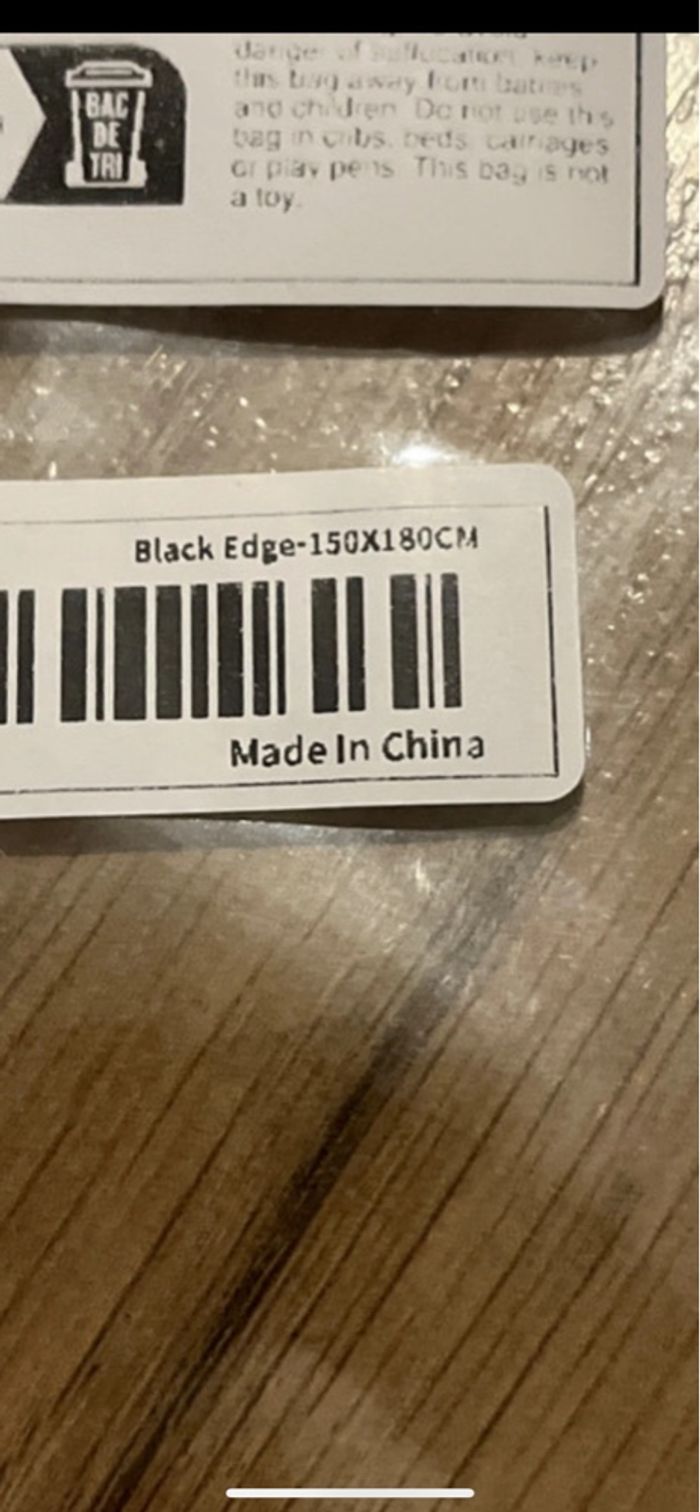 BAC
DE
TRI
danger of suffocation keep
this bag away from babies
and children. Do not use this
bag in cribs, beds, carriages
or play pens. This bag is not
a toy.
Black Edge-150X180CM
Made In China